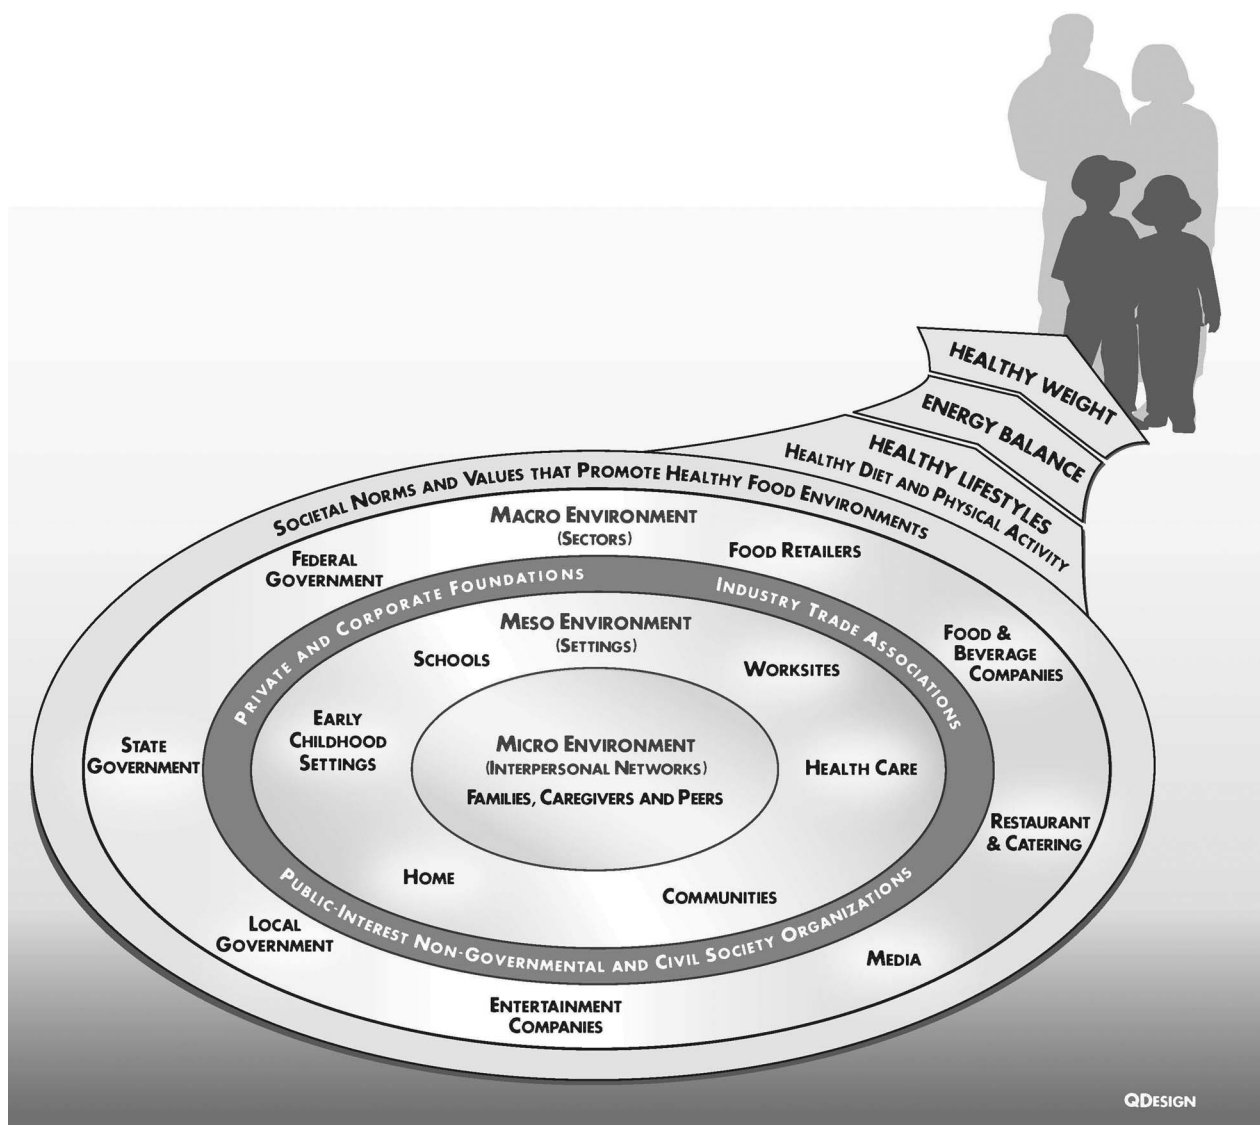 HEALTHY WEIGHT
ENERGY BALANCE
HEALTHY LIFESTYLES
HEALTHY DIET AND PHYSICAL ACTIVITY
SOCIETAL NORMS AND VALUES THAT PROMOTE HEALTHY FOOD ENVIRONMENTS
MACRO ENVIRONMENT
(SECTORS)
FEDERAL
GOVERNMENT
FOOD RETAILERS
PRIVATE AND CORPORATE FOUNDATIONS
INDUSTRY TRADE ASSOCIATIONS
MESO ENVIRONMENT
(SETTINGS)
FOOD &
BEVERAGE
COMPANIES
SCHOOLS
WORKSITES
EARLY
CHILDHOOD
SETTINGS
STATE
GOVERNMENT
MICRO ENVIRONMENT
(INTERPERSONAL NETWORKS)
FAMILIES, CAREGIVERS AND PEERS
HEALTH CARE
RESTAURANT
& CATERING
HOME
COMMUNITIES
PUBLIC-INTEREST NON-GOVERNMENTAL AND CIVIL SOCIETY ORGANIZATIONS
LOCAL
GOVERNMENT
MEDIA
ENTERTAINMENT
COMPANIES
QDESIGN